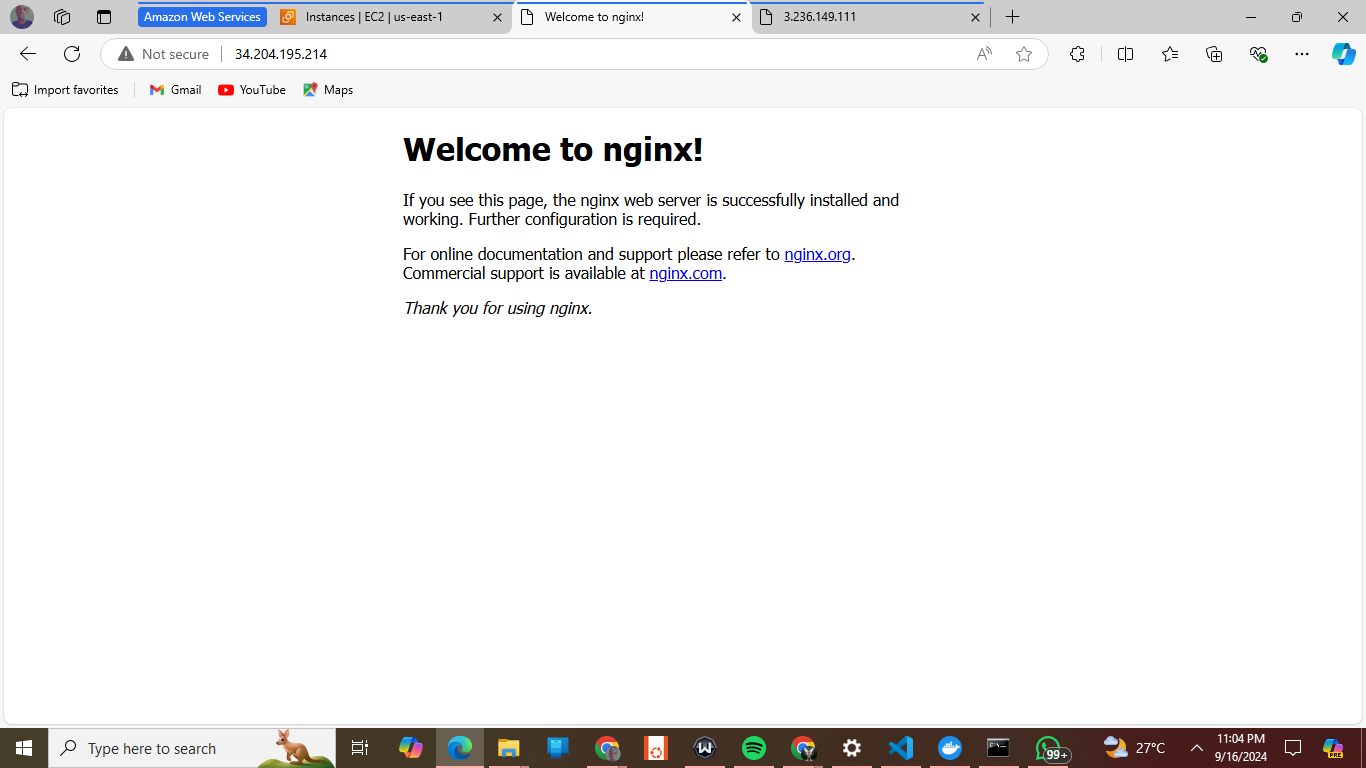 Amazon Web Services
Instances | EC2 | us-east-1
Welcome to nginx!
3.236.149.111
Not secure
34.204.195.214
Import favorites
Gmail
YouTube
Maps
Welcome to nginx!
If you see this page, the nginx web server is successfully installed and
working. Further configuration is required.
For online documentation and support please refer to nginx.org.
Commercial support is available at nginx.com.
Thank you for using nginx.
Type here to search
99+
27°C
11:04 PM
9/16/2024
PRE